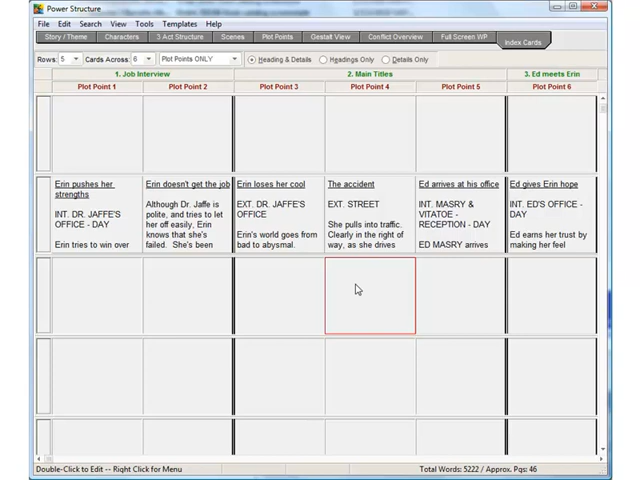 Power Structure
File Edit Search View Tools Templates Help
Story / Theme Characters 3 Act Structure Scenes Plot Points Gestalt View Conflict Overview Full Screen WP Index Cards
Rows: 5 Cards Across: 6 Plot Points ONLY Heading & Details Headings Only Details Only
1. Job Interview 2. Main Titles 3. Ed meets Erin
Plot Point 1 Plot Point 2 Plot Point 3 Plot Point 4 Plot Point 5 Plot Point 6
Erin pushes her
strengths
INT. DR. JAFFE'S
OFFICE - DAY
Erin tries to win over
Erin doesn't get the job
Although Dr. Jaffe is
polite, and tries to let
her off easily, Erin
knows that she's
failed. She's been
Erin loses her cool
EXT. DR. JAFFE'S
OFFICE
Erin's world goes from
bad to abysmal.
The accident
EXT. STREET
She pulls into traffic.
Clearly in the right of
way, as she drives
Ed arrives at his office
INT. MASRY &
VITATOE -
RECEPTION - DAY
ED MASRY arrives
Ed gives Erin hope
INT. ED'S OFFICE -
DAY
Ed earns her trust by
making her feel
Double-Click to Edit -- Right Click for Menu
Total Words: 5222 / Approx. Pgs: 46